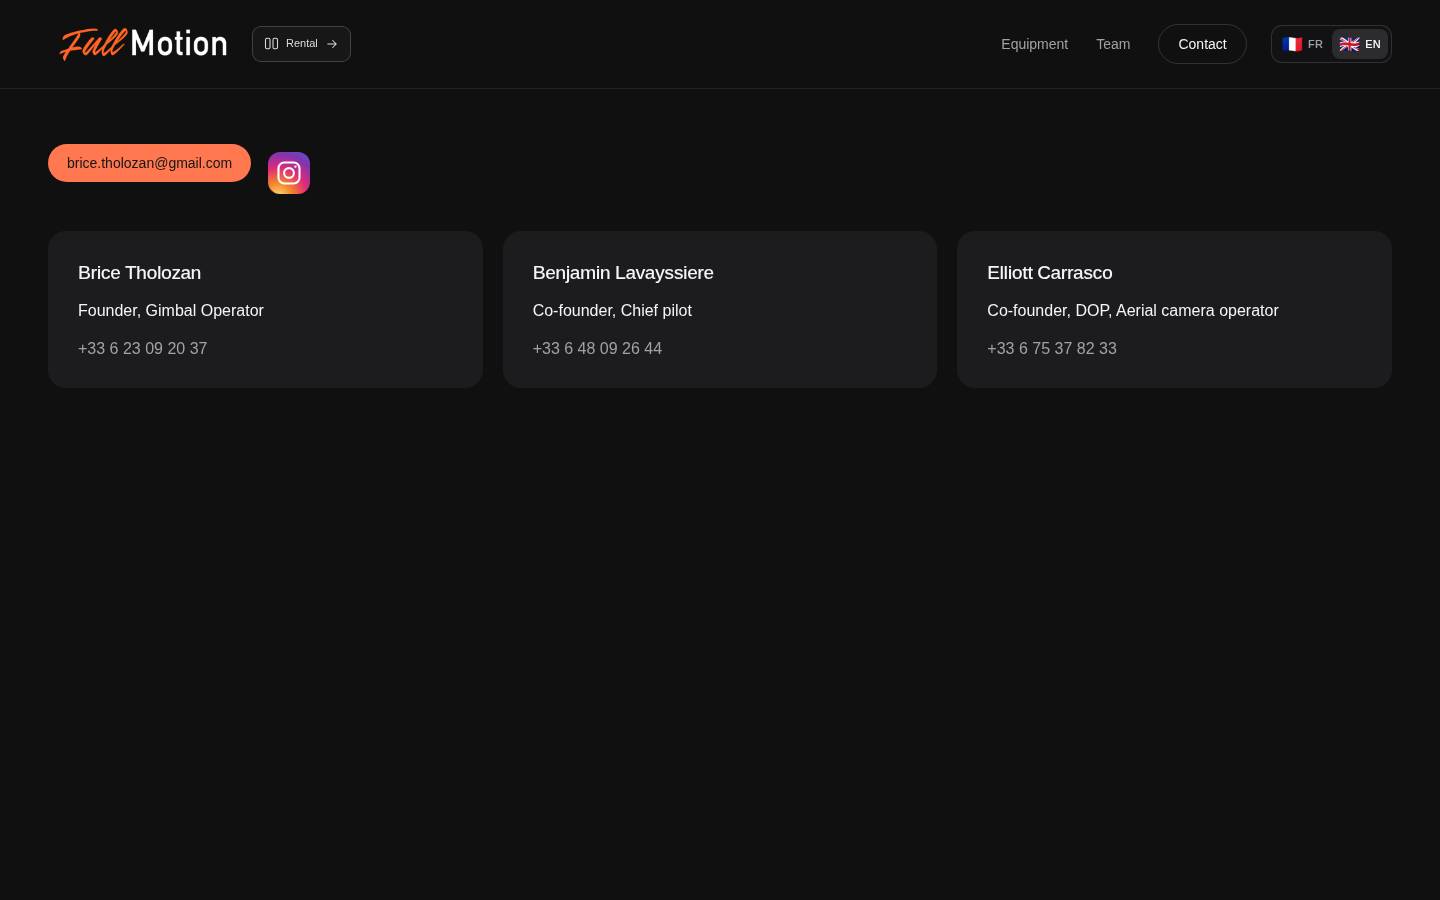 Full Motion
Rental →
Equipment
Team
Contact
FR
EN
brice.tholozan@gmail.com
Brice Tholozan
Founder, Gimbal Operator
+33 6 23 09 20 37
Benjamin Lavayssiere
Co-founder, Chief pilot
+33 6 48 09 26 44
Elliott Carrasco
Co-founder, DOP, Aerial camera operator
+33 6 75 37 82 33